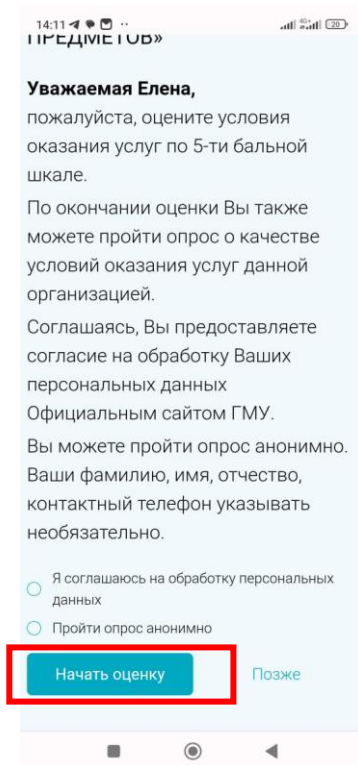 14:11
4G+
20
ПРЕДМЕТОВ»
Уважаемая Елена,
пожалуйста, оцените условия
оказания услуг по 5-ти бальной
шкале.
По окончании оценки Вы также
можете пройти опрос о качестве
условий оказания услуг данной
организацией.
Соглашаясь, Вы предоставляете
согласие на обработку Ваших
персональных данных
Официальным сайтом ГМУ.
Вы можете пройти опрос анонимно.
Ваши фамилию, имя, отчество,
контактный телефон указывать
необязательно.
Я соглашаюсь на обработку персональных
данных
Пройти опрос анонимно
Начать оценку
Позже